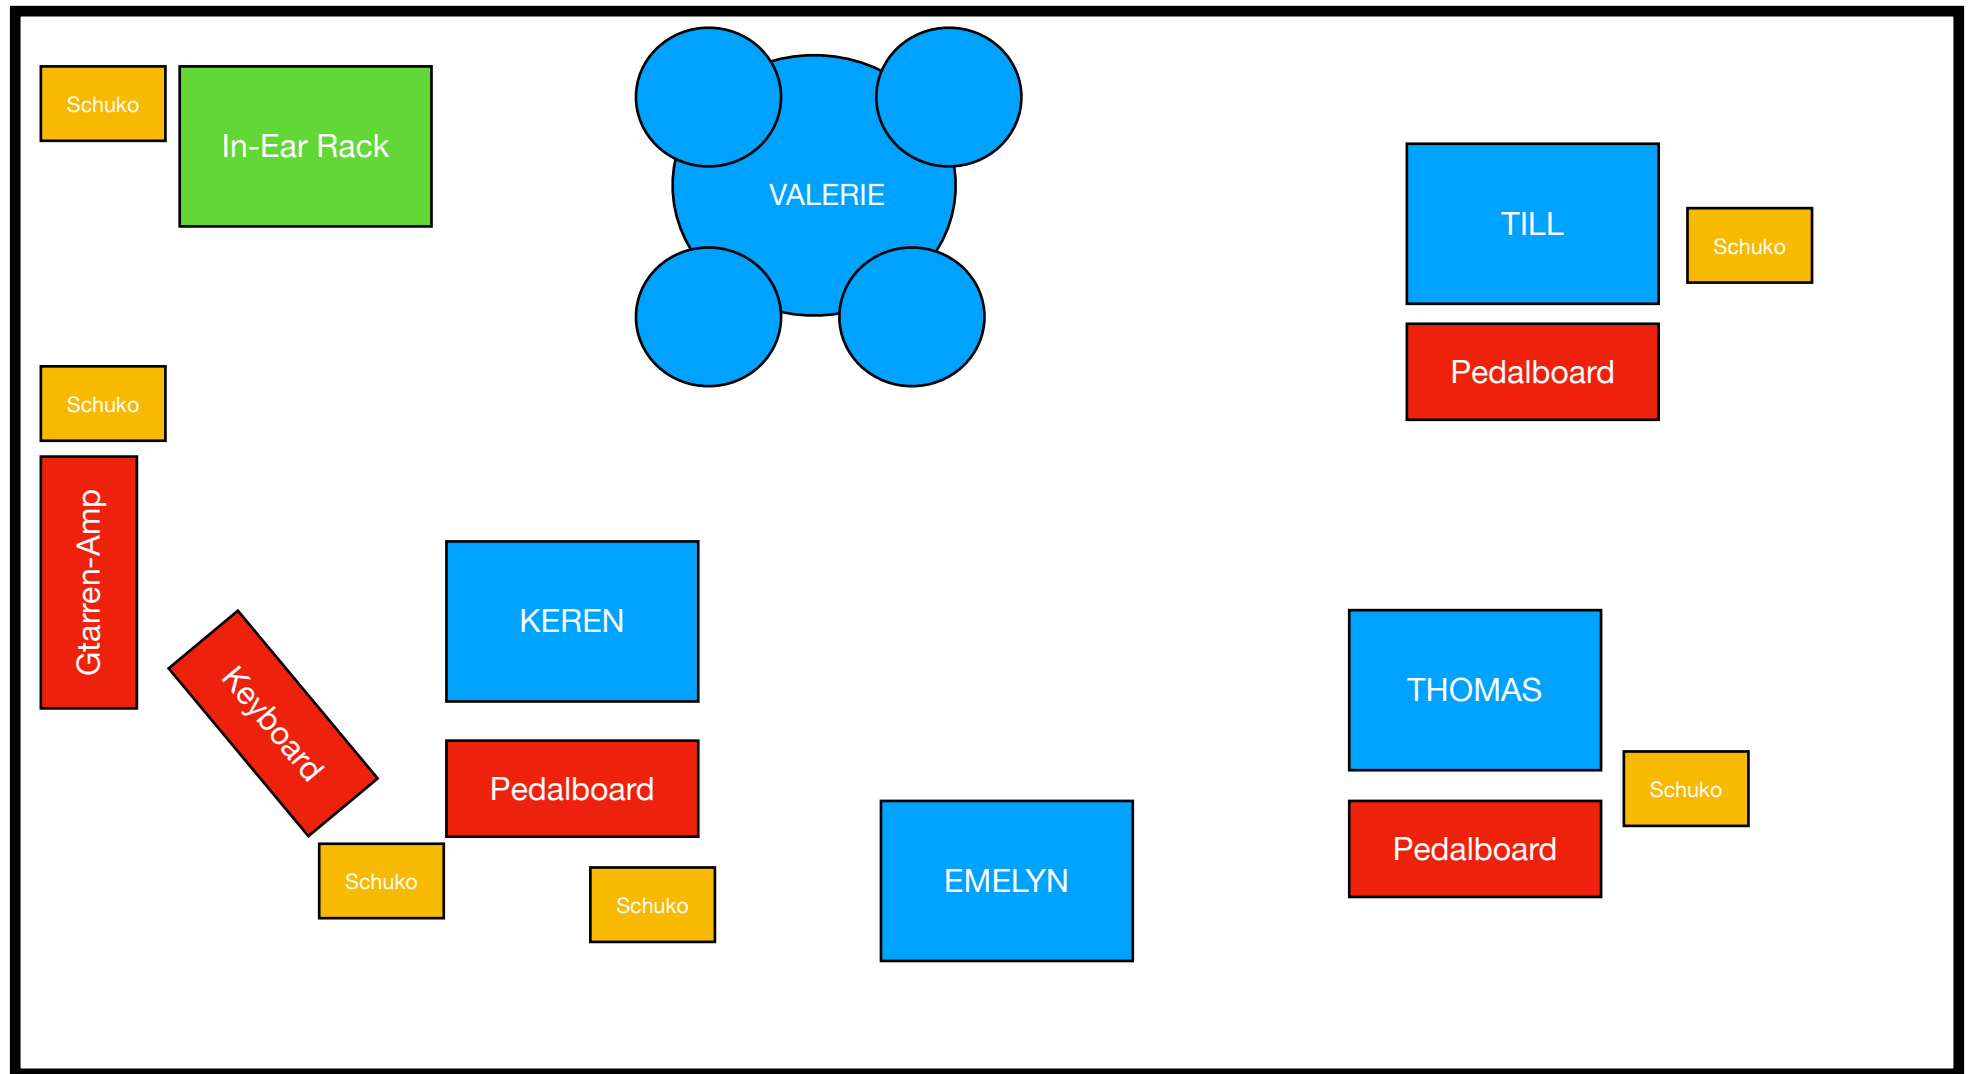 Schuko
In-Ear Rack
VALERIE
TILL
Schuko
Pedalboard
Schuko
Gtarren-Amp
KEREN
Keyboard
THOMAS
Pedalboard
Schuko
Pedalboard
EMELYN
Schuko
Schuko